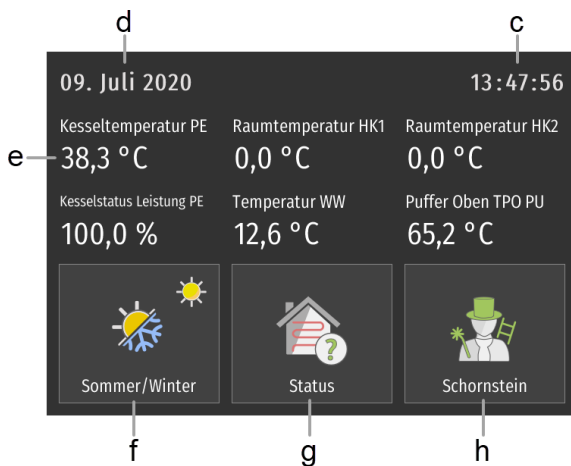 d c
09. Juli 2020 13:47:56
Kesseltemperatur PE Raumtemperatur HK1 Raumtemperatur HK2
e 38,3 °C 0,0 °C 0,0 °C
Kesselstatus Leistung PE Temperatur WW Puffer Oben TPO PU
100,0 % 12,6 °C 65,2 °C
?
Sommer/Winter Status Schornstein
f g h